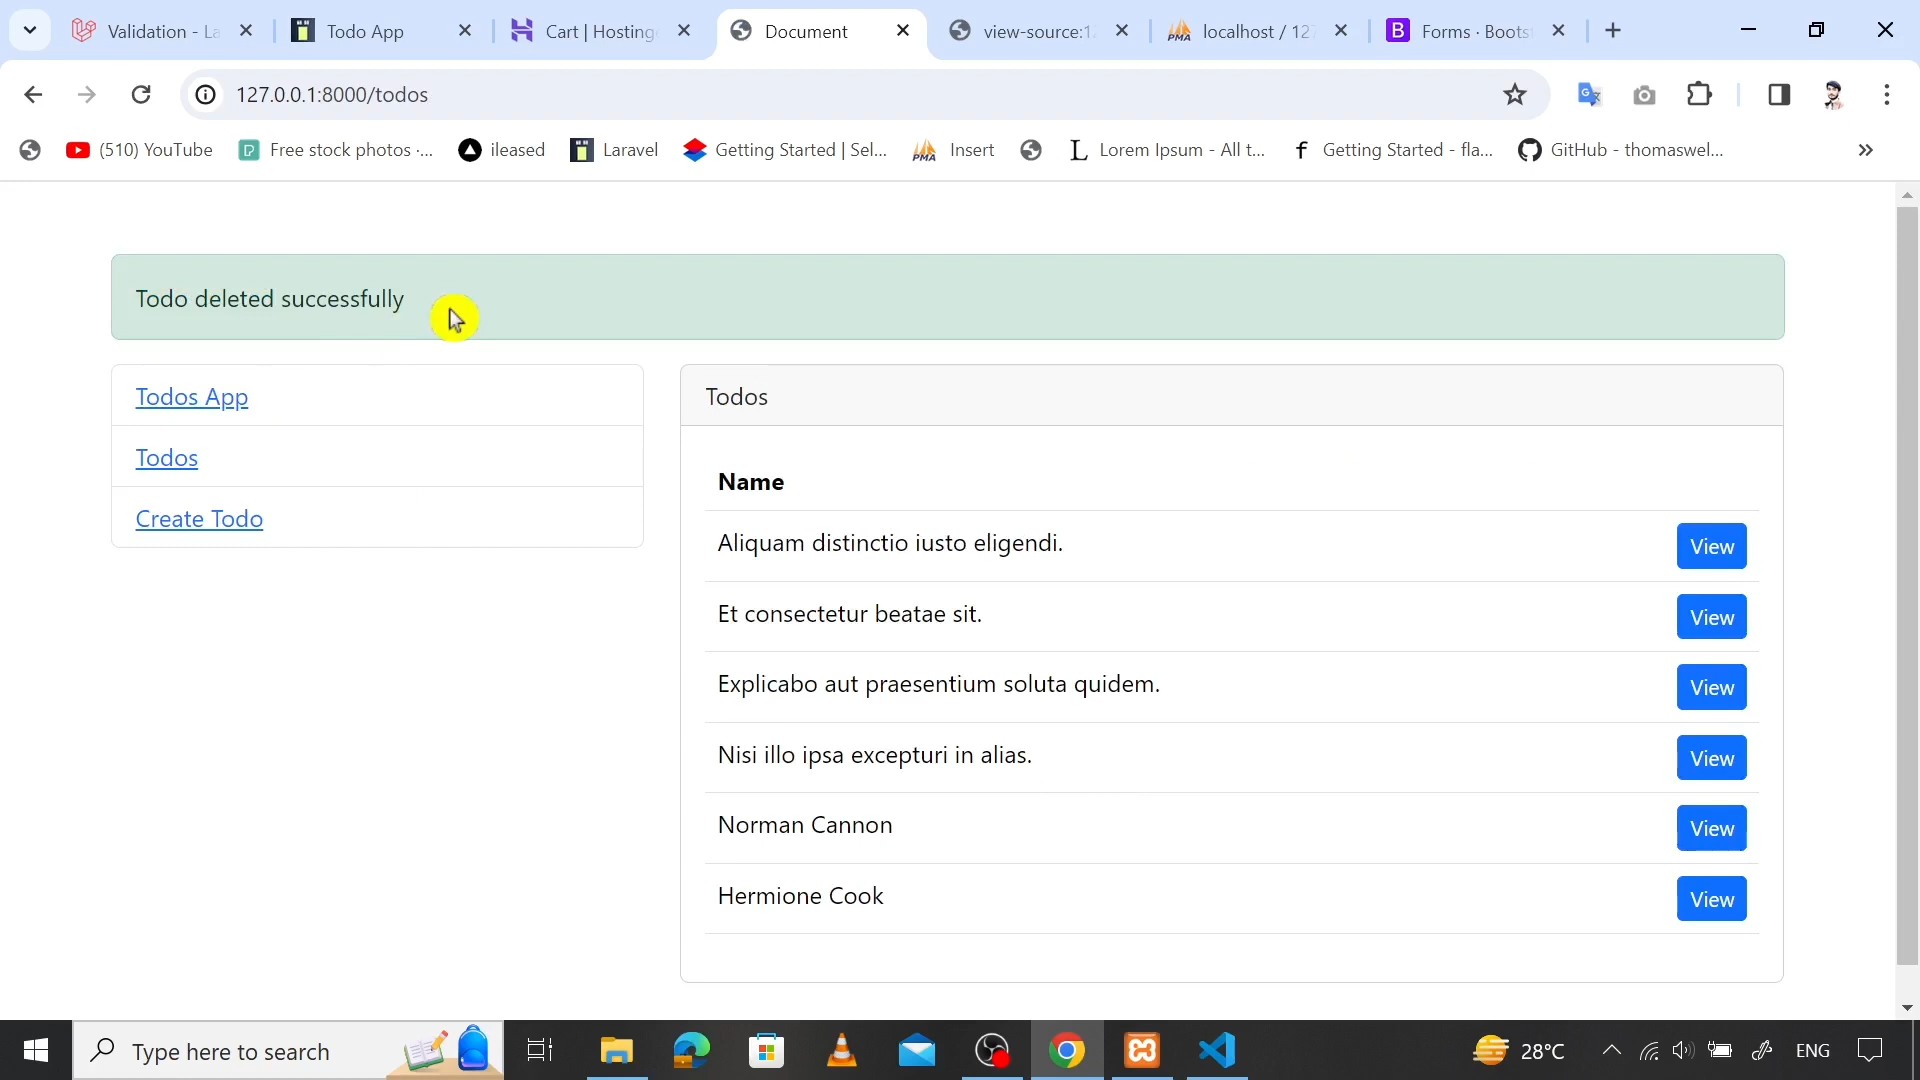 Validation - La
Todo App
Cart | Hostinge
Document
view-source:12
localhost / 127
Forms · Boots
127.0.0.1:8000/todos
(510) YouTube
Free stock photos ·...
ileased
Laravel
Getting Started | Sel...
Insert
Lorem Ipsum - All t...
Getting Started - fla...
GitHub - thomaswel...
Todo deleted successfully
Todos App
Todos
Create Todo
Todos
Name
Aliquam distinctio iusto eligendi.
View
Et consectetur beatae sit.
View
Explicabo aut praesentium soluta quidem.
View
Nisi illo ipsa excepturi in alias.
View
Norman Cannon
View
Hermione Cook
View
Type here to search
28°C
ENG